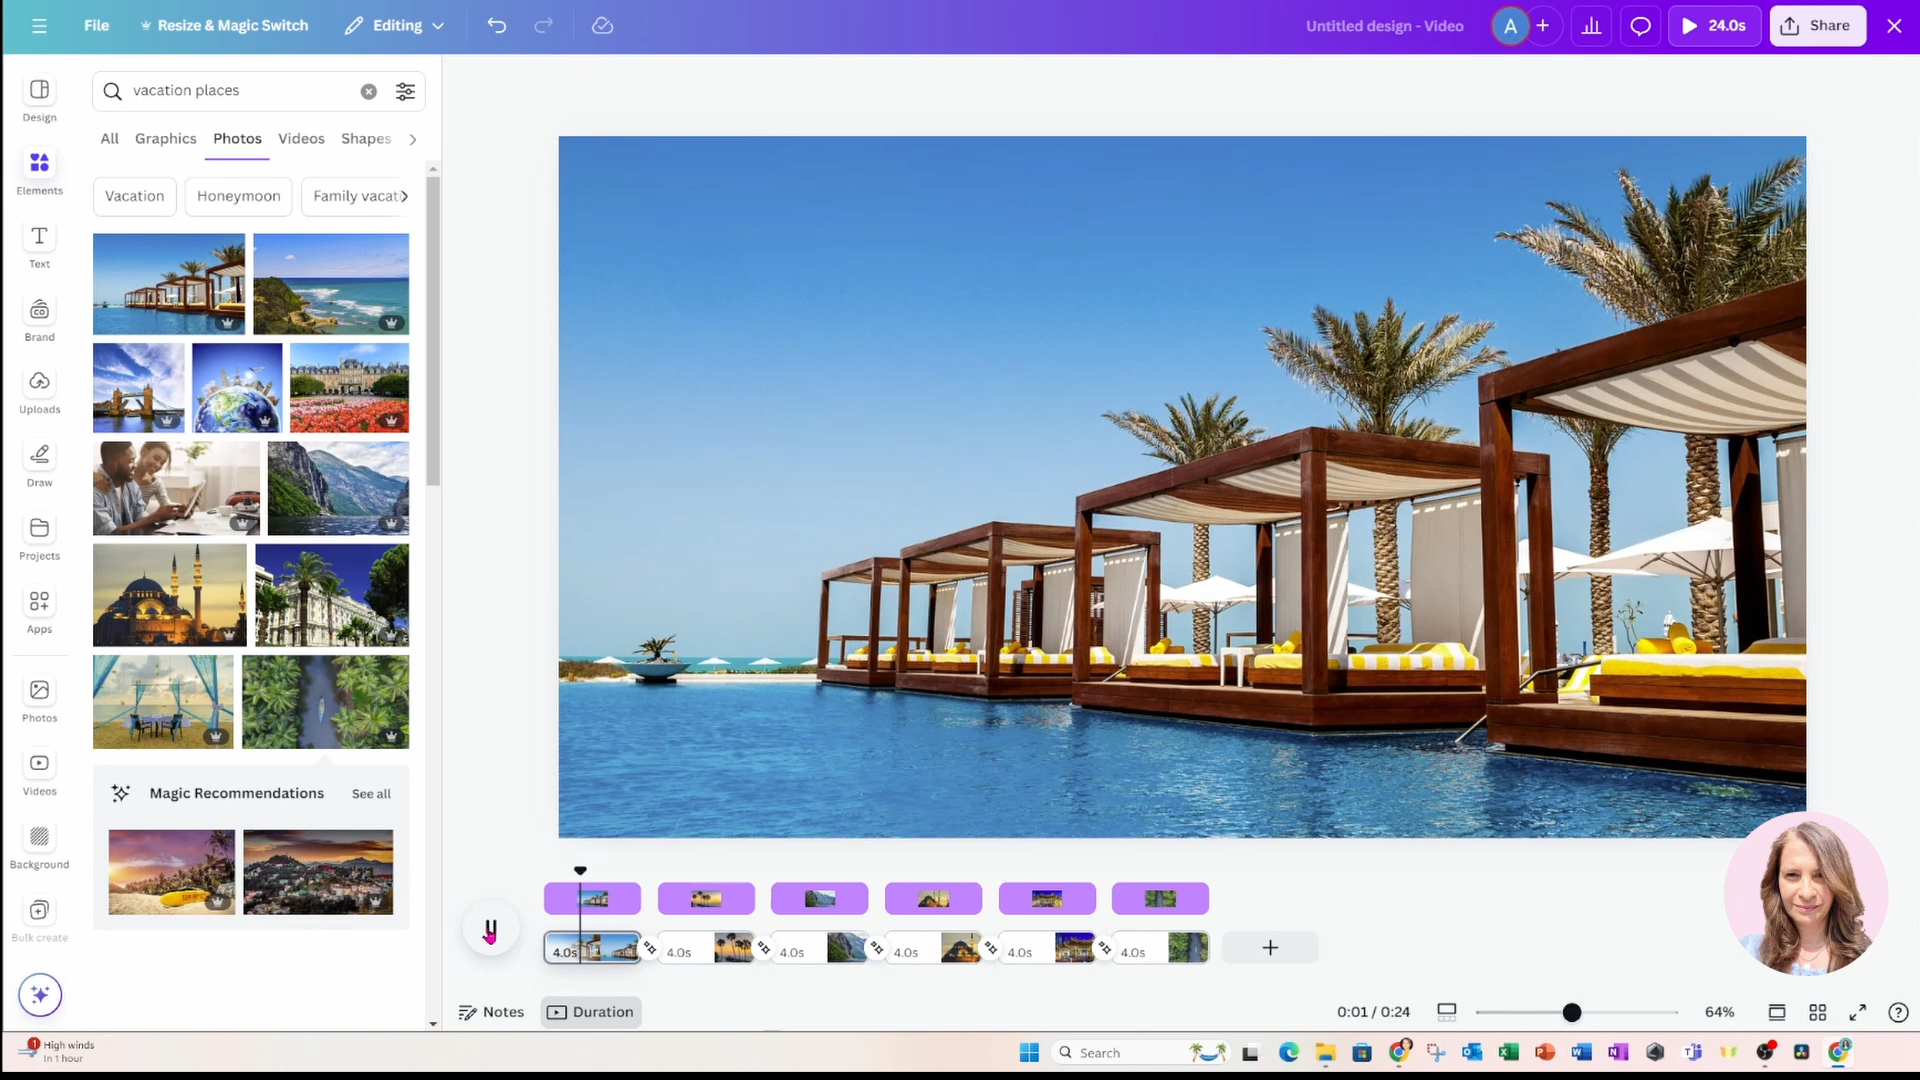 File
Resize & Magic Switch
Editing
Untitled design - Video
A
24.0s
Share
Design
Elements
Text
Brand
Uploads
Draw
Projects
Apps
Photos
Videos
Background
Bulk create
vacation places
All
Graphics
Photos
Videos
Shapes
Vacation
Honeymoon
Family vacati
Magic Recommendations
See all
4.0s
4.0s
4.0s
4.0s
4.0s
4.0s
Notes
Duration
0:01 / 0:24
64%
1
High winds
In 1 hour
Search